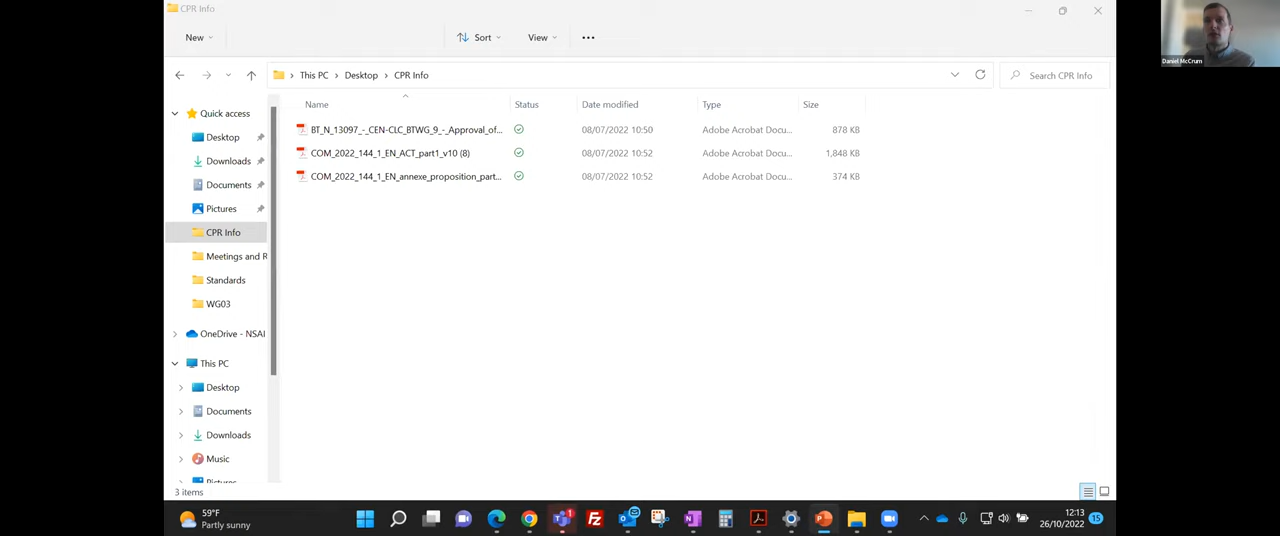 CPR Info
New
Sort
View
This PC > Desktop > CPR Info
Search CPR Info
Daniel McCrum
Name Status Date modified Type Size
BT_N_13097_-_CEN-CLC_BTWG_9_-_Approval_of... 08/07/2022 10:50 Adobe Acrobat Docu... 878 KB
COM_2022_144_1_EN_ACT_part1_v10 (8) 08/07/2022 10:52 Adobe Acrobat Docu... 1,848 KB
COM_2022_144_1_EN_annexe_proposition_part... 08/07/2022 10:52 Adobe Acrobat Docu... 374 KB
Quick access
Desktop
Downloads
Documents
Pictures
CPR Info
Meetings and R
Standards
WG03
OneDrive - NSAI
This PC
Desktop
Documents
Downloads
Music
Pictures
3 items
59°F
Partly sunny
1
12:13
26/10/2022
15